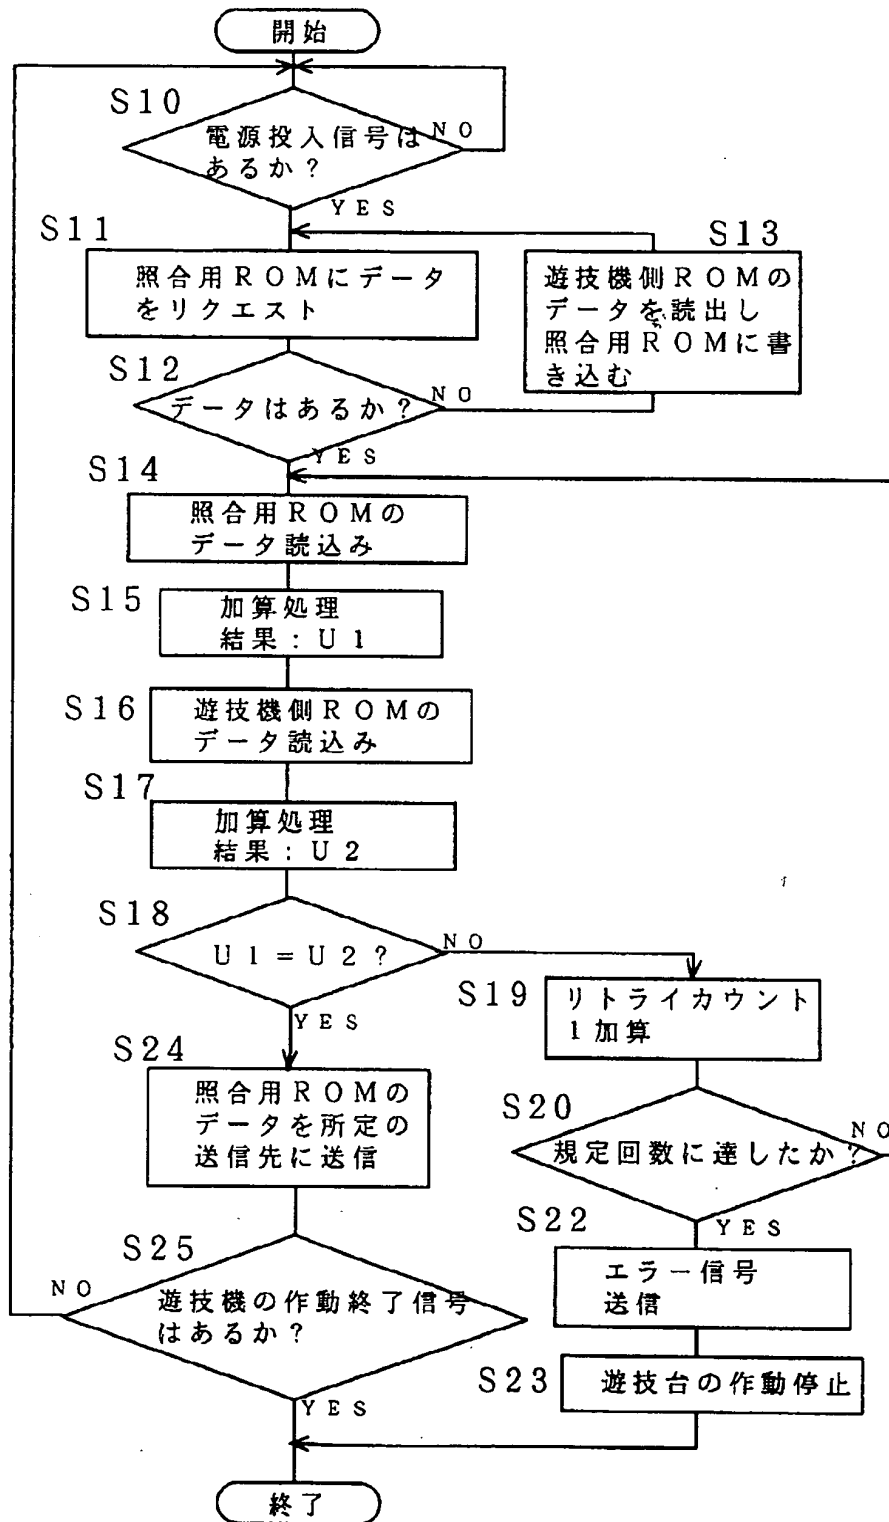 開始
S10
電源投入信号は
あるか？
NO
YES
S11
照合用ROMにデータ
をリクエスト
S13
遊技機側ROMの
データを読出し
照合用ROMに書
き込む
S12
データはあるか？
NO
YES
S14
照合用ROMの
データ読込み
S15
加算処理
結果：U1
S16
遊技機側ROMの
データ読込み
S17
加算処理
結果：U2
S18
U1＝U2？
NO
YES
S19
リトライカウント
1加算
S20
規定回数に達したか？
NO
YES
S22
エラー信号
送信
S23
遊技台の作動停止
S24
照合用ROMの
データを所定の
送信先に送信
S25
遊技機の作動終了信号
はあるか？
NO
YES
終了